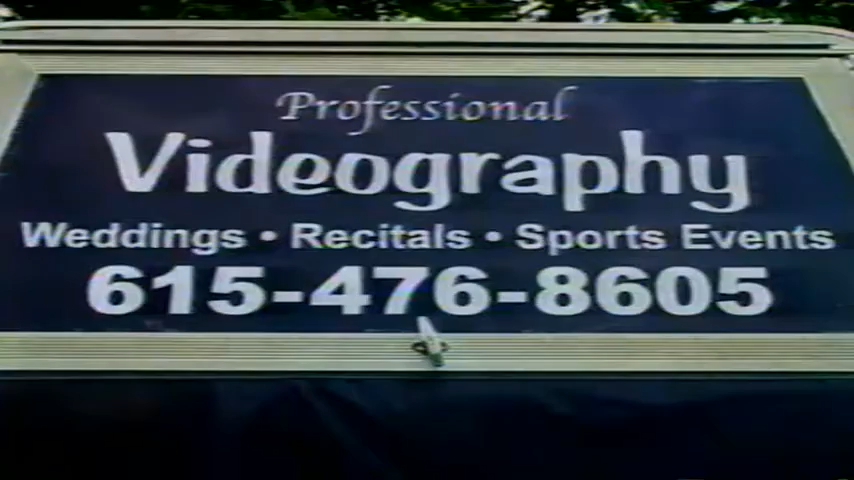 Professional
Videography
Weddings • Recitals • Sports Events
615-476-8605